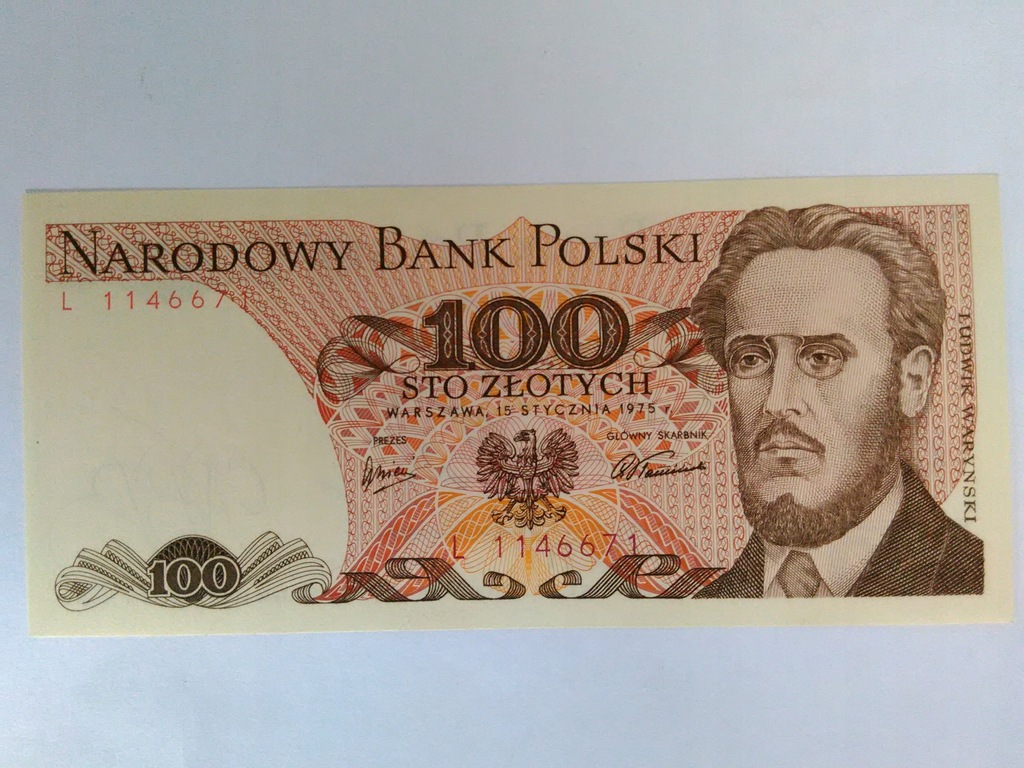 NARODOWY BANK POLSKI
L 1146671
100
STO ZŁOTYCH
WARSZAWA, 15 STYCZNIA 1975 r.
PREZES
GŁÓWNY SKARBNIK
L 1146671
100
LUDWIK WARYŃSKI